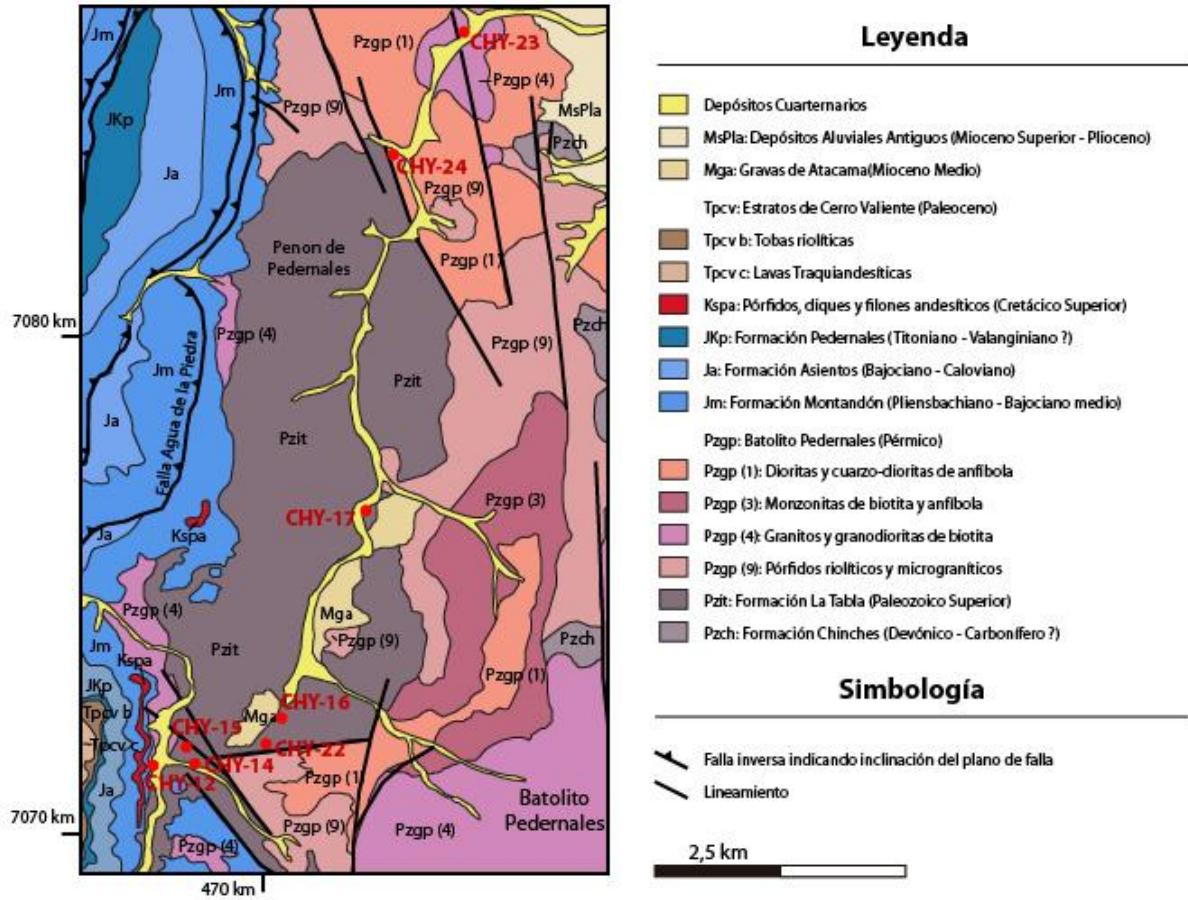 Jm
Pzgp (1)
CHY-23
Pzgp (4)
Jm
Pzgp (9)
MsPla
JKp
Pzch
Ja
CHY-24
Pzgp (9)
Penon de
Pedernales
Pzgp (1)
7080 km
Pzch
Pzgp (4)
Pzgp (9)
Jm
Falla Agua de la Piedra
Pzit
Ja
Pzit
Pzgp (3)
CHY-17
Ja
Kspa
Pzgp (4)
Mga
Pzgp (9)
Pzch
Jm
Pzit
Kspa
Pzgp (1)
JKp
Tpcv b
CHY-16
Mga
CHY-15
Tpcv c
CHY-22
CHY-14
CHY-12
Pzgp (1)
Ja
Batolito
Pedernales
7070 km
Pzgp (9)
Pzgp (4)
Pzgp (4)
470 km
Leyenda
Depósitos Cuarternarios
MsPla: Depósitos Aluviales Antiguos (Mioceno Superior - Plioceno)
Mga: Gravas de Atacama(Mioceno Medio)
Tpcv: Estratos de Cerro Valiente (Paleoceno)
Tpcv b: Tobas riolíticas
Tpcv c: Lavas Traquiandesíticas
Kspa: Pórfidos, diques y filones andesíticos (Cretácico Superior)
JKp: Formación Pedernales (Titoniano - Valanginiano ?)
Ja: Formación Asientos (Bajociano - Caloviano)
Jm: Formación Montandón (Pliensbachiano - Bajociano medio)
Pzgp: Batolito Pedernales (Pérmico)
Pzgp (1): Dioritas y cuarzo-dioritas de anfíbola
Pzgp (3): Monzonitas de biotita y anfíbola
Pzgp (4): Granitos y granodioritas de biotita
Pzgp (9): Pórfidos riolíticos y micrograníticos
Pzit: Formación La Tabla (Paleozoico Superior)
Pzch: Formación Chinches (Devónico - Carbonífero ?)
Simbología
Falla inversa indicando inclinación del plano de falla
Lineamiento
2,5 km